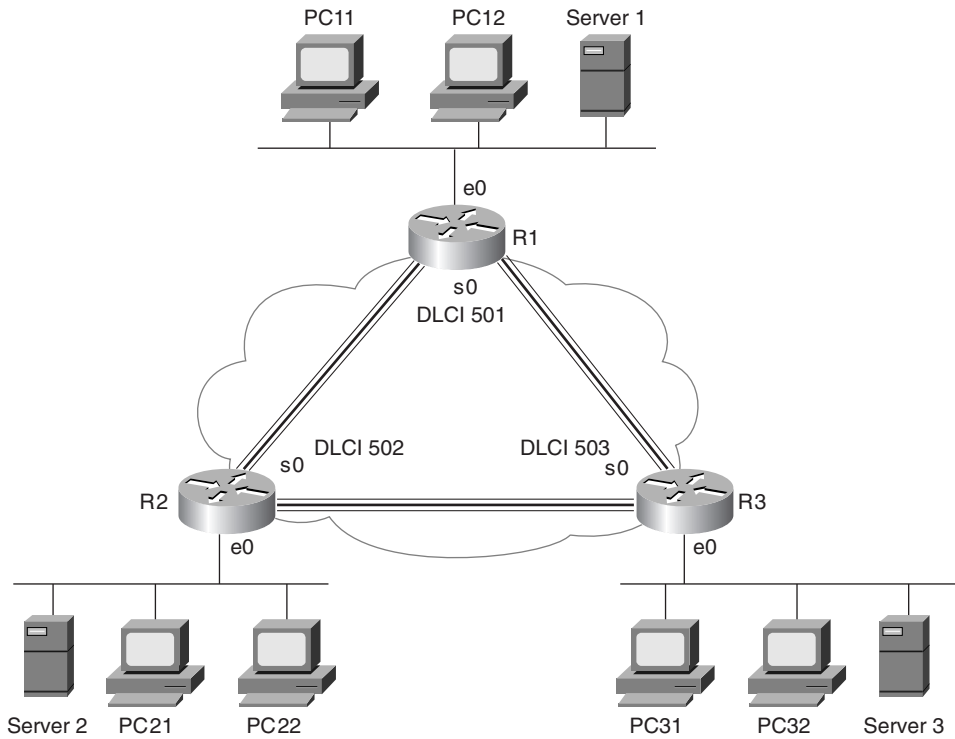 PC11 PC12 Server 1
e0
R1
s0
DLCI 501
DLCI 502 DLCI 503
s0 s0
R2 R3
e0 e0
Server 2 PC21 PC22 PC31 PC32 Server 3